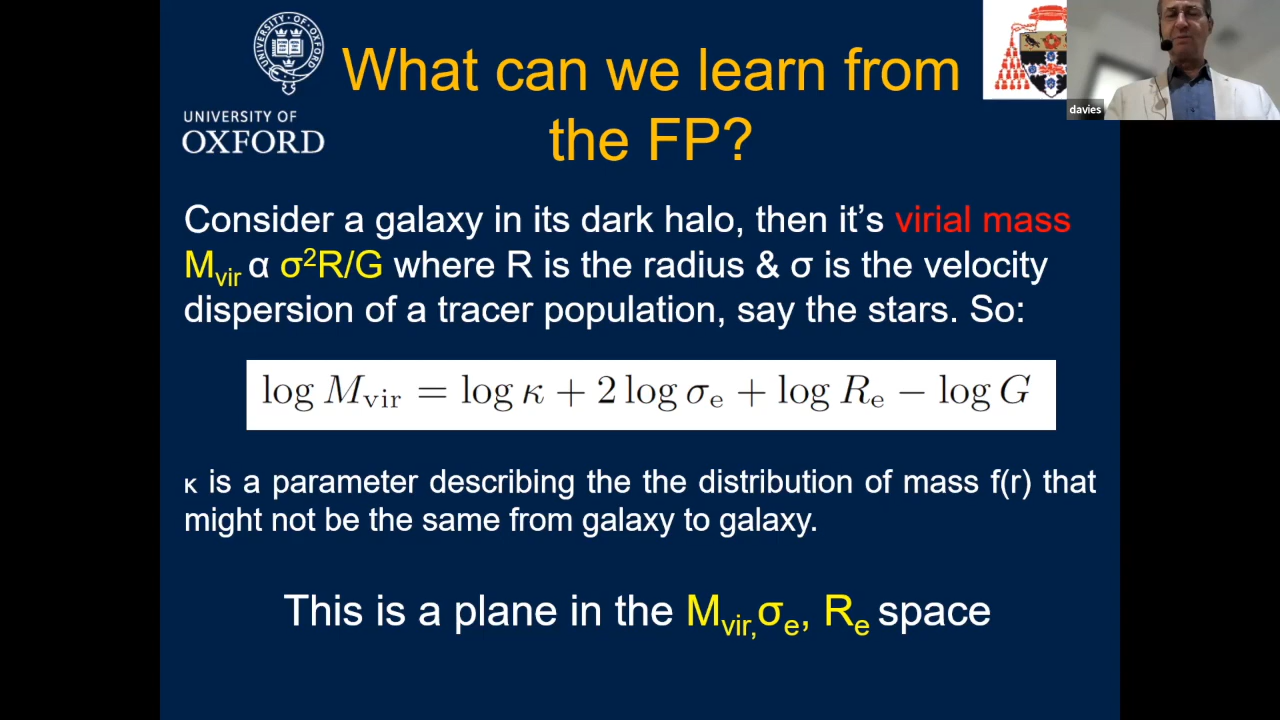 What can we learn from
the FP?
UNIVERSITY OF
OXFORD
davies
Consider a galaxy in its dark halo, then it’s virial mass
Mvir α σ²R/G where R is the radius & σ is the velocity
dispersion of a tracer population, say the stars. So:
log Mvir = log κ + 2 log σe + log Re − log G
κ is a parameter describing the the distribution of mass f(r) that
might not be the same from galaxy to galaxy.
This is a plane in the Mvir, σe, Re space